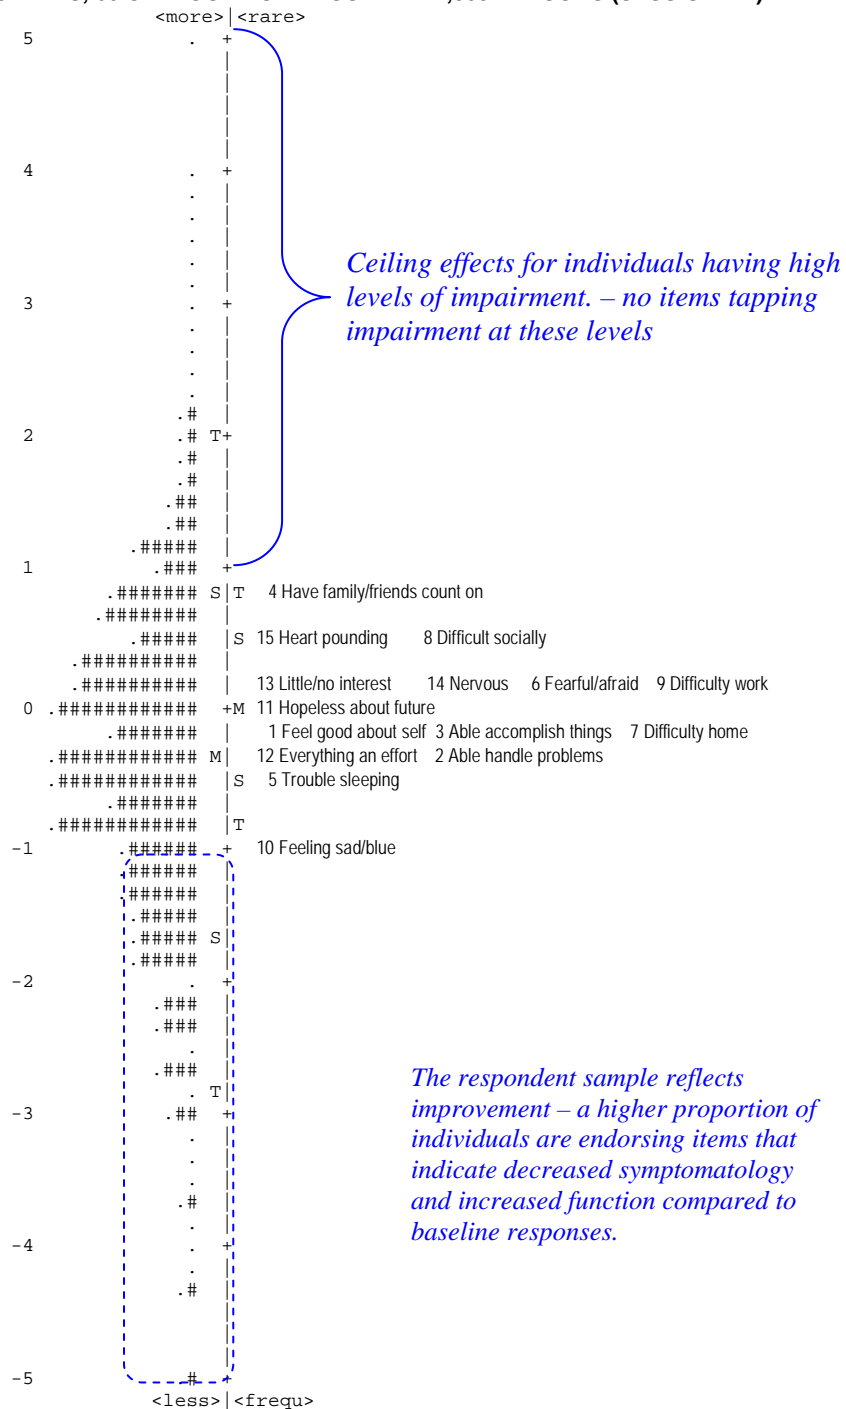 <more>|<rare>
5 . +
|
|
|
|
|
4 . +
. |
. |
. |
. |
. |
3 . +
. |
. |
. |
. |
.# |
2 .# T+
.# |
.# |
.## |
.## |
.##### |
1 .### +
.####### S|T 4 Have family/friends count on
.######## |
.##### |S 15 Heart pounding 8 Difficult socially
.########## |
.########## | 13 Little/no interest 14 Nervous 6 Fearful/afraid 9 Difficulty work
0 .############ +M 11 Hopeless about future
.####### | 1 Feel good about self 3 Able accomplish things 7 Difficulty home
.############ M| 12 Everything an effort 2 Able handle problems
.############ |S 5 Trouble sleeping
.####### |
.############ |T
-1 .###### + 10 Feeling sad/blue
.###### |
.###### |
.##### |
.##### S|
.##### |
-2 . +
.### |
.### |
. |
.### |
. T|
-3 .## +
. |
. |
. |
.# |
. |
-4 . +
. |
.# |
|
|
|
-5 .# +
<less>|<frequ>
Ceiling effects for individuals having high
levels of impairment. – no items tapping
impairment at these levels
The respondent sample reflects
improvement – a higher proportion of
individuals are endorsing items that
indicate decreased symptomatology
and increased function compared to
baseline responses.